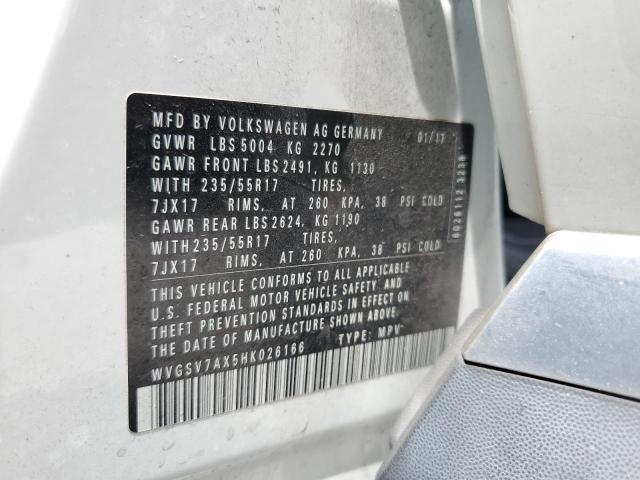 MFD BY VOLKSWAGEN AG GERMANY 01/17
GVWR LBS 5004 KG 2270
GAWR FRONT LBS 2491, KG 1130
WITH 235/55R17 TIRES,
7JX17 RIMS, AT 260 KPA, 38 PSI COLD
GAWR REAR LBS 2624, KG 1190
WITH 235/55R17 TIRES,
7JX17 RIMS, AT 260 KPA, 38 PSI COLD
THIS VEHICLE CONFORMS TO ALL APPLICABLE
U.S. FEDERAL MOTOR VEHICLE SAFETY, AND
THEFT PREVENTION STANDARDS IN EFFECT ON
THE DATE OF MANUFACTURE SHOWN ABOVE.
WVGSV7AX5HK026166 TYPE: MPV